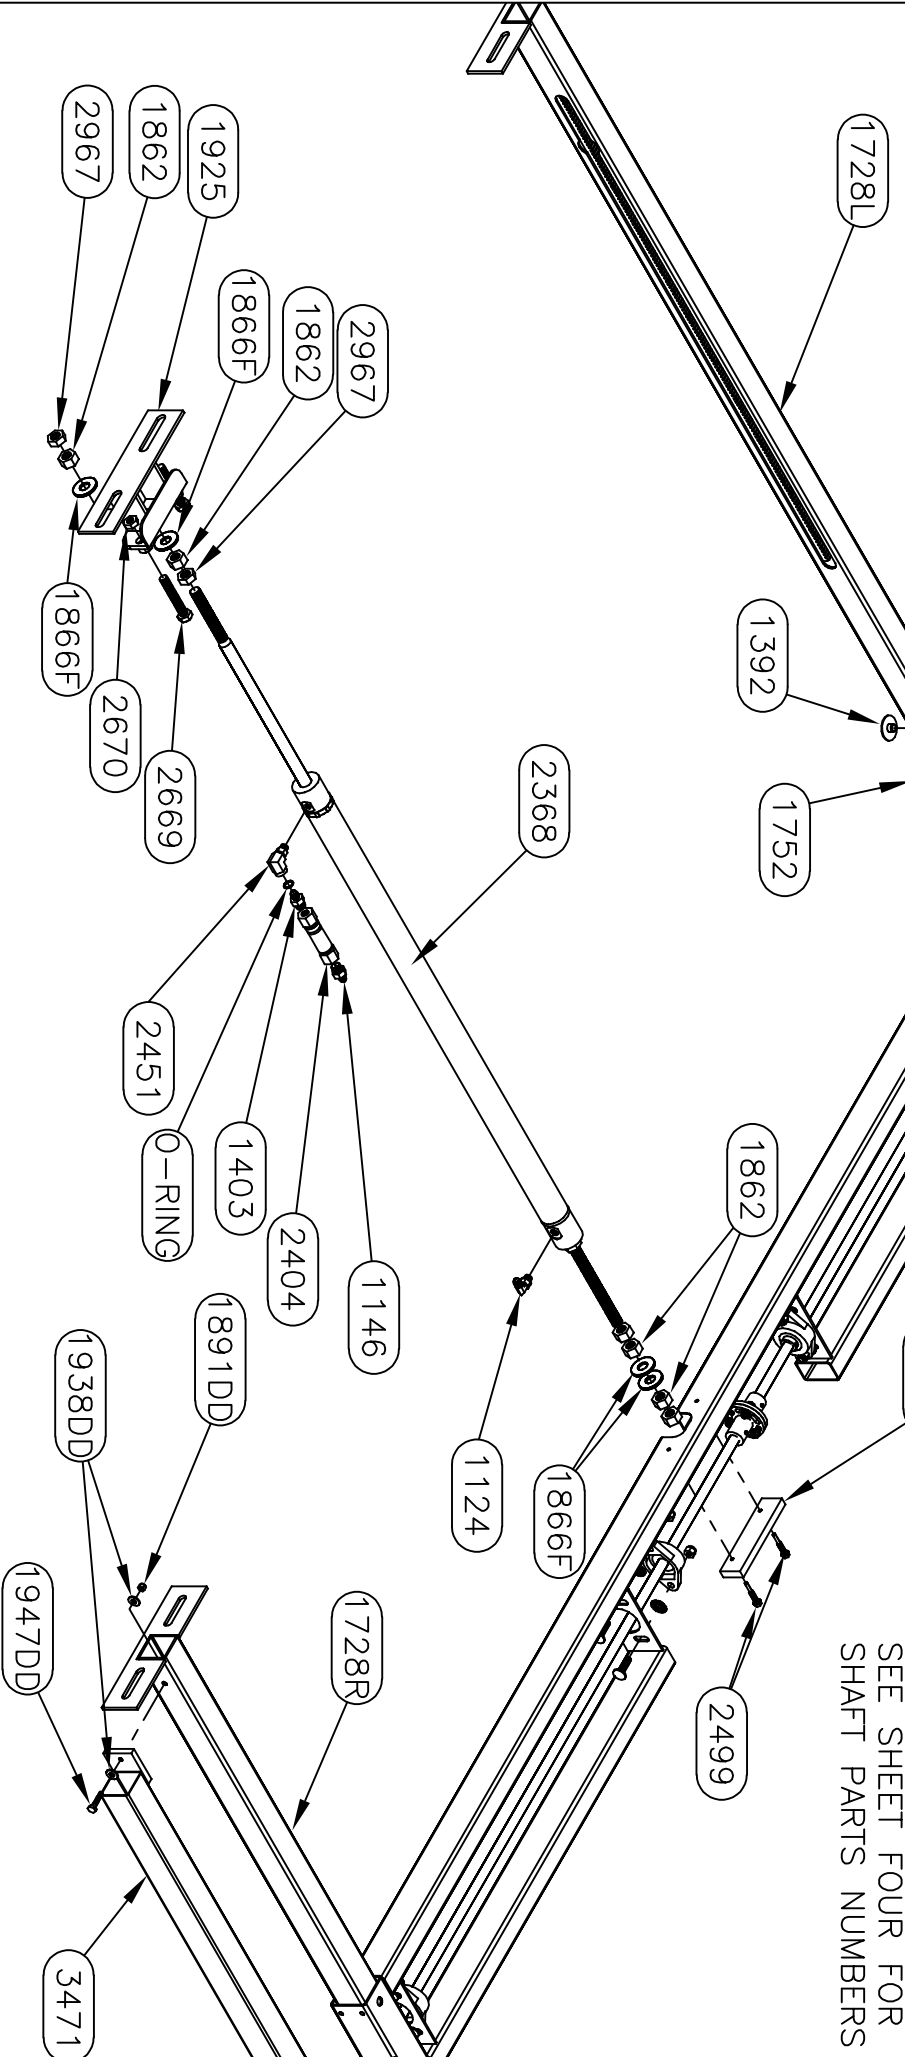 1728L
1925
1862
2967
1866F
1862
2967
1392
1752
2368
1866F
2670
2669
2451
O-RING
1403
2404
1146
1862
1124
1866F
2499
SEE SHEET FOUR FOR
SHAFT PARTS NUMBERS
1891DD
1938DD
1947DD
1728R
3471